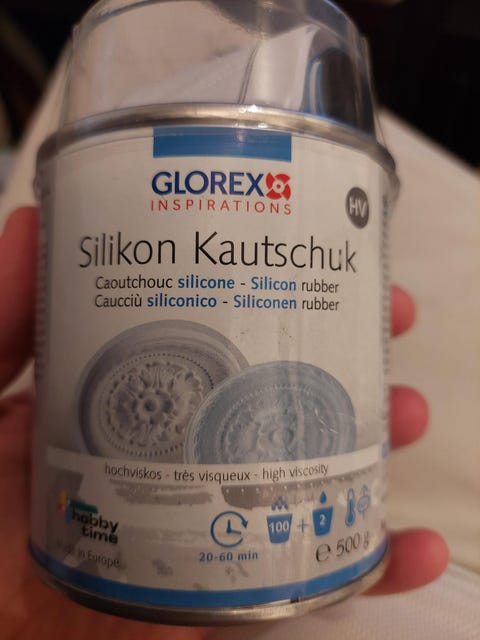 GLOREX
INSPIRATIONS
HV
Silikon Kautschuk
Caoutchouc silicone - Silicon rubber
Caucciù siliconico - Siliconen rubber
hochviskos - très visqueux - high viscosity
hobby
time
100 + 2
20-60 min
in Europe
e 500 g